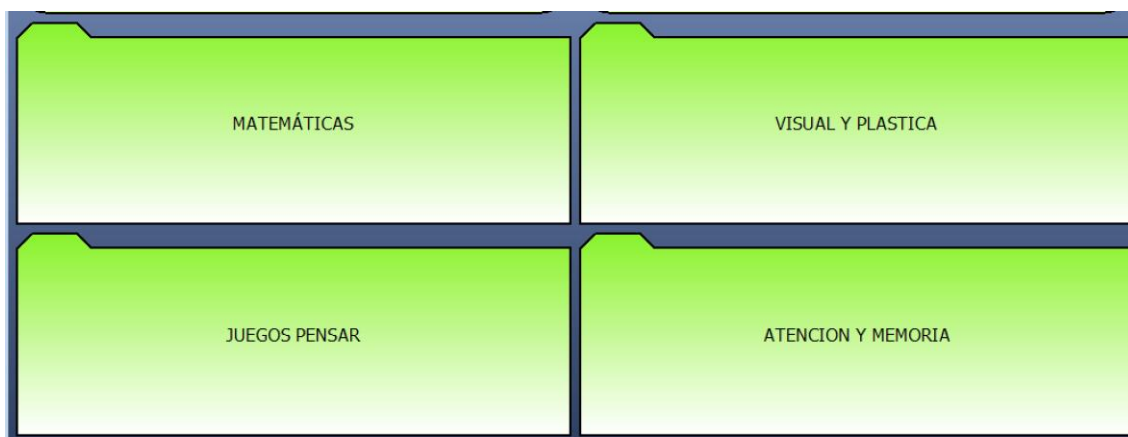 MATEMÁTICAS
VISUAL Y PLASTICA
JUEGOS PENSAR
ATENCION Y MEMORIA